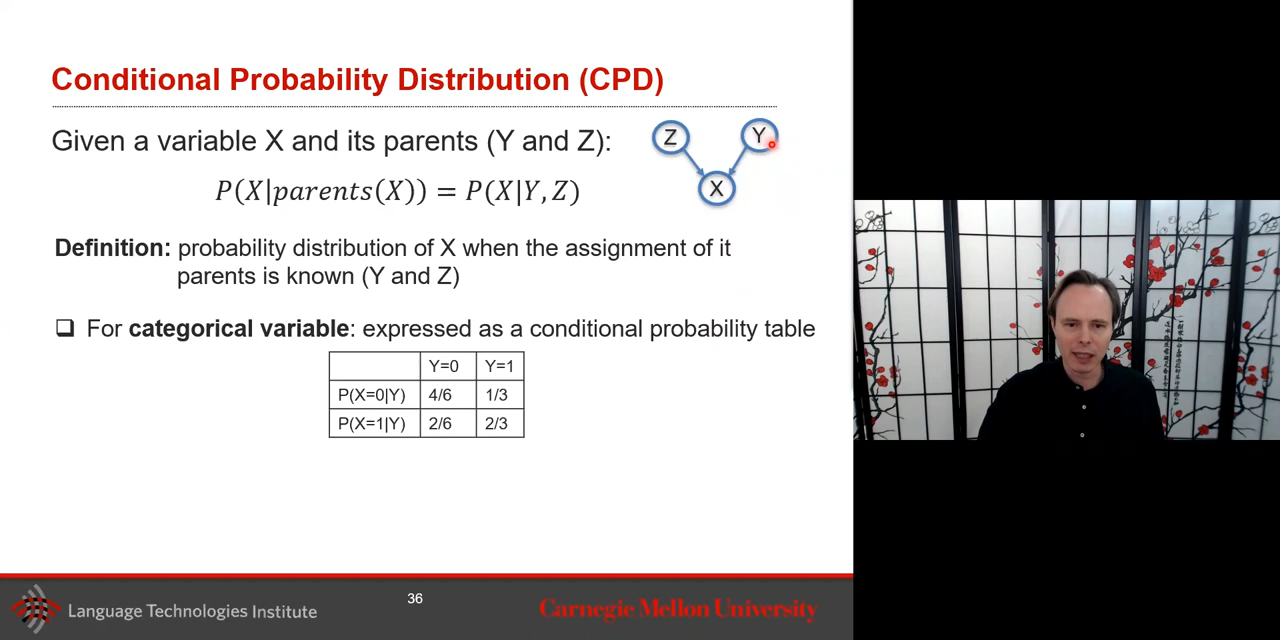 Conditional Probability Distribution (CPD)
Given a variable X and its parents (Y and Z):
Z
Y
X
P(X|parents(X)) = P(X|Y, Z)
Definition: probability distribution of X when the assignment of it
parents is known (Y and Z)
❑ For categorical variable: expressed as a conditional probability table
Y=0 Y=1
P(X=0|Y) 4/6 1/3
P(X=1|Y) 2/6 2/3
Language Technologies Institute
36
Carnegie Mellon University